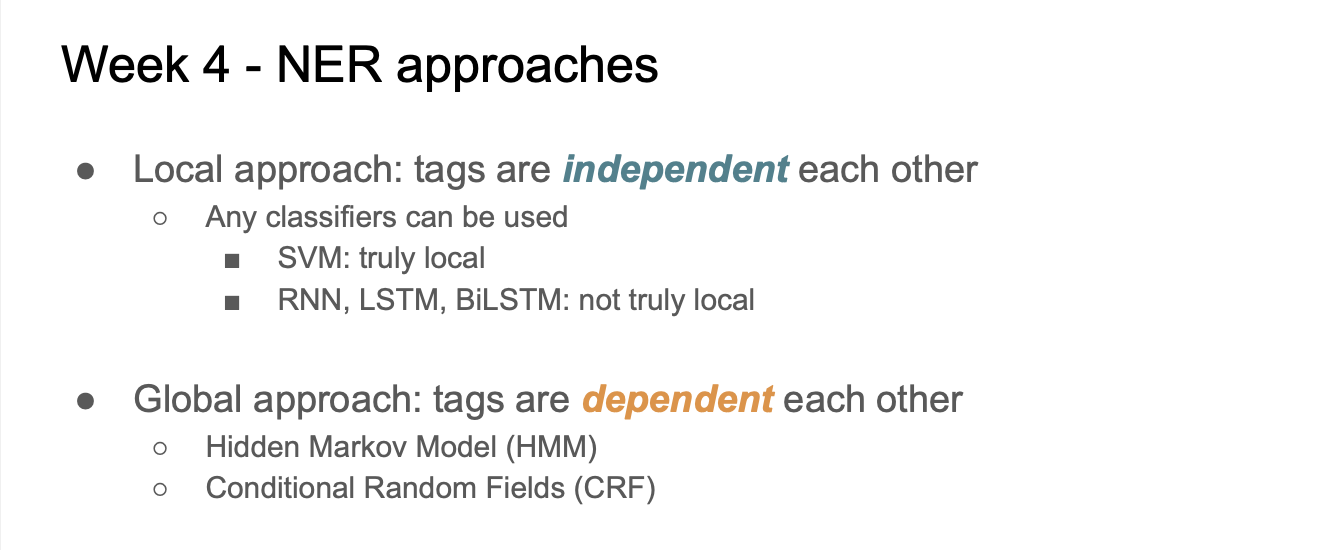 Week 4 - NER approaches
● Local approach: tags are independent each other
○ Any classifiers can be used
■ SVM: truly local
■ RNN, LSTM, BiLSTM: not truly local
● Global approach: tags are dependent each other
○ Hidden Markov Model (HMM)
○ Conditional Random Fields (CRF)